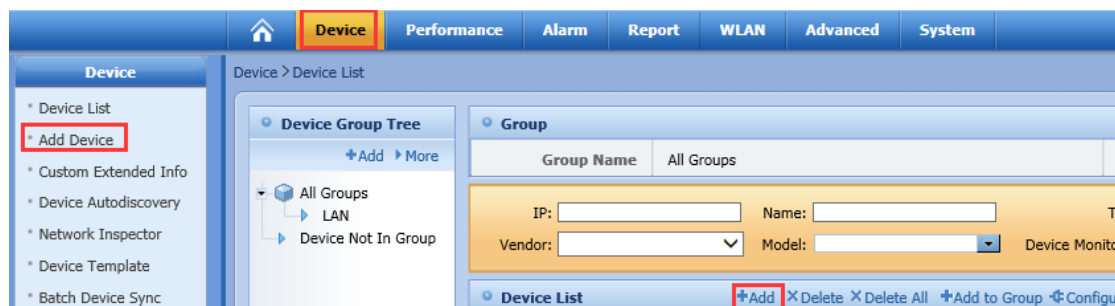 Device Performance Alarm Report WLAN Advanced System
Device
Device > Device List
Device List
Add Device
Custom Extended Info
Device Autodiscovery
Network Inspector
Device Template
Batch Device Sync
Device Group Tree
+Add More
All Groups
LAN
Device Not In Group
Group
Group Name All Groups
IP: Name: T
Vendor: Model: Device Monito
Device List +Add ×Delete ×Delete All +Add to Group Configu